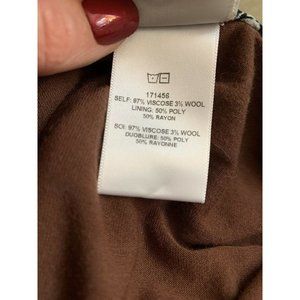 171456
SELF: 97% VISCOSE 3% WOOL
LINING: 50% POLY
50% RAYON
SOI: 97% VISCOSE 3% WOOL
DUOBLURE: 50% POLY
50% RAYONNE